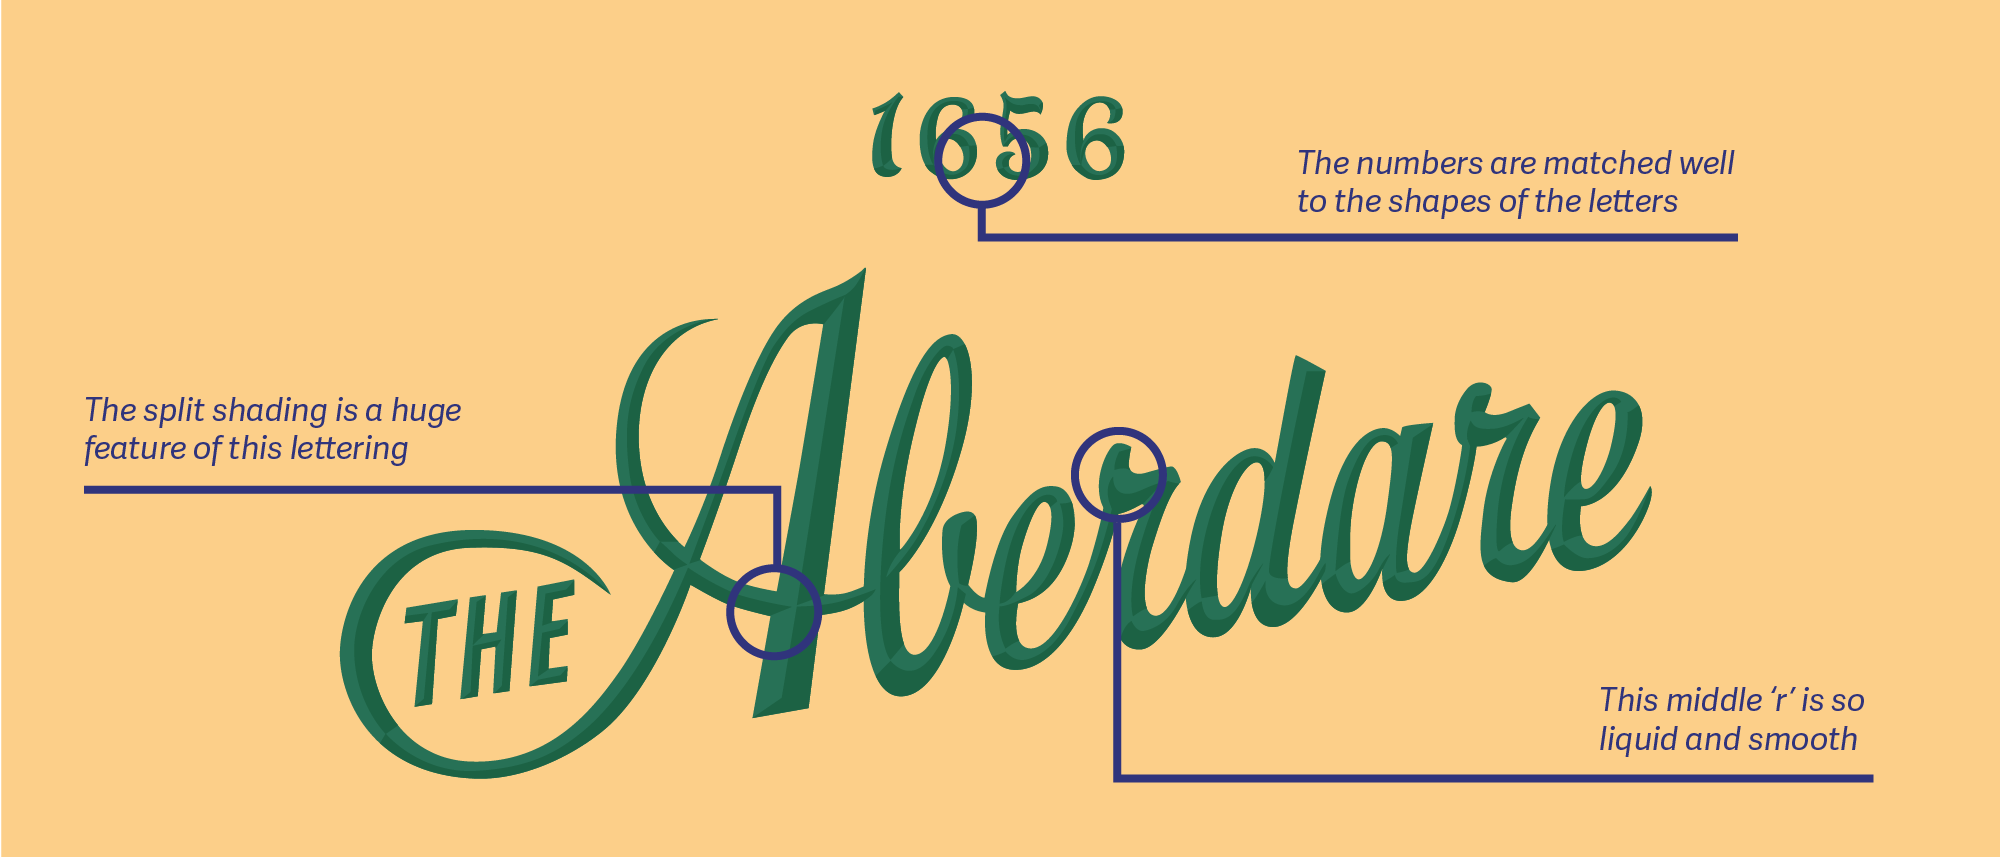 1656
The numbers are matched well
to the shapes of the letters
The split shading is a huge
feature of this lettering
THE
Aberdare
This middle ‘r’ is so
liquid and smooth